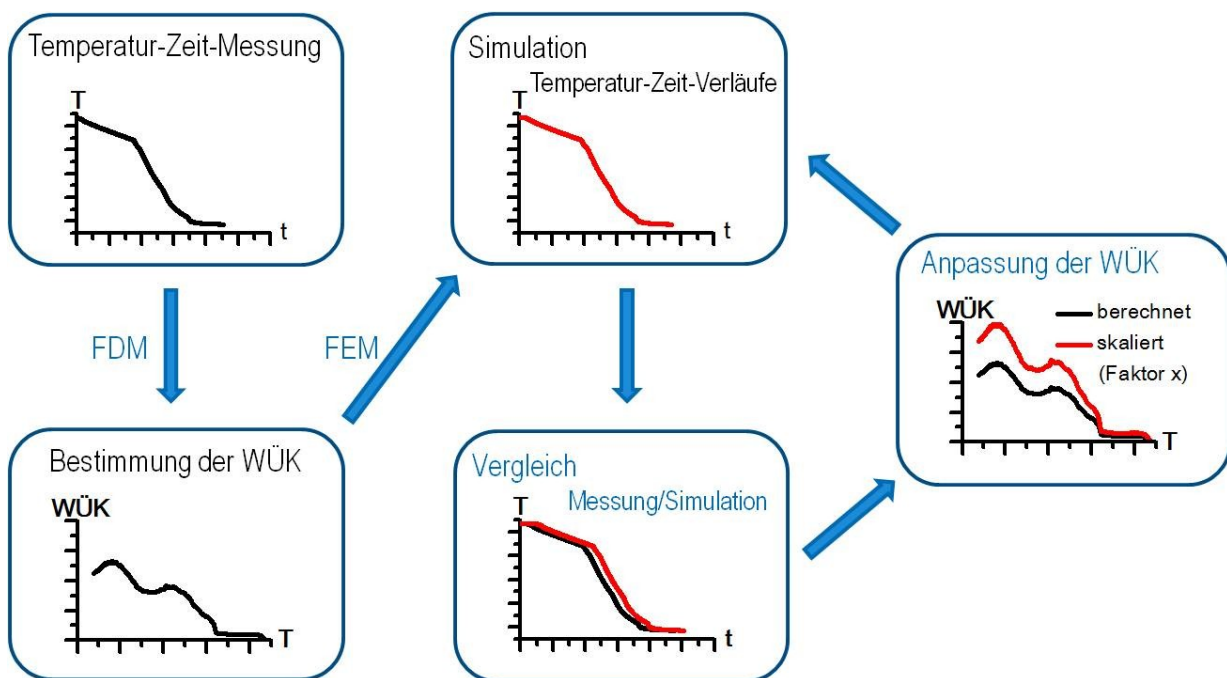 Temperatur-Zeit-Messung
T
t
FDM
Bestimmung der WÜK
WÜK
T
FEM
Simulation
Temperatur-Zeit-Verläufe
T
t
Vergleich
Messung/Simulation
T
t
Anpassung der WÜK
WÜK
berechnet
skaliert
(Faktor x)
T